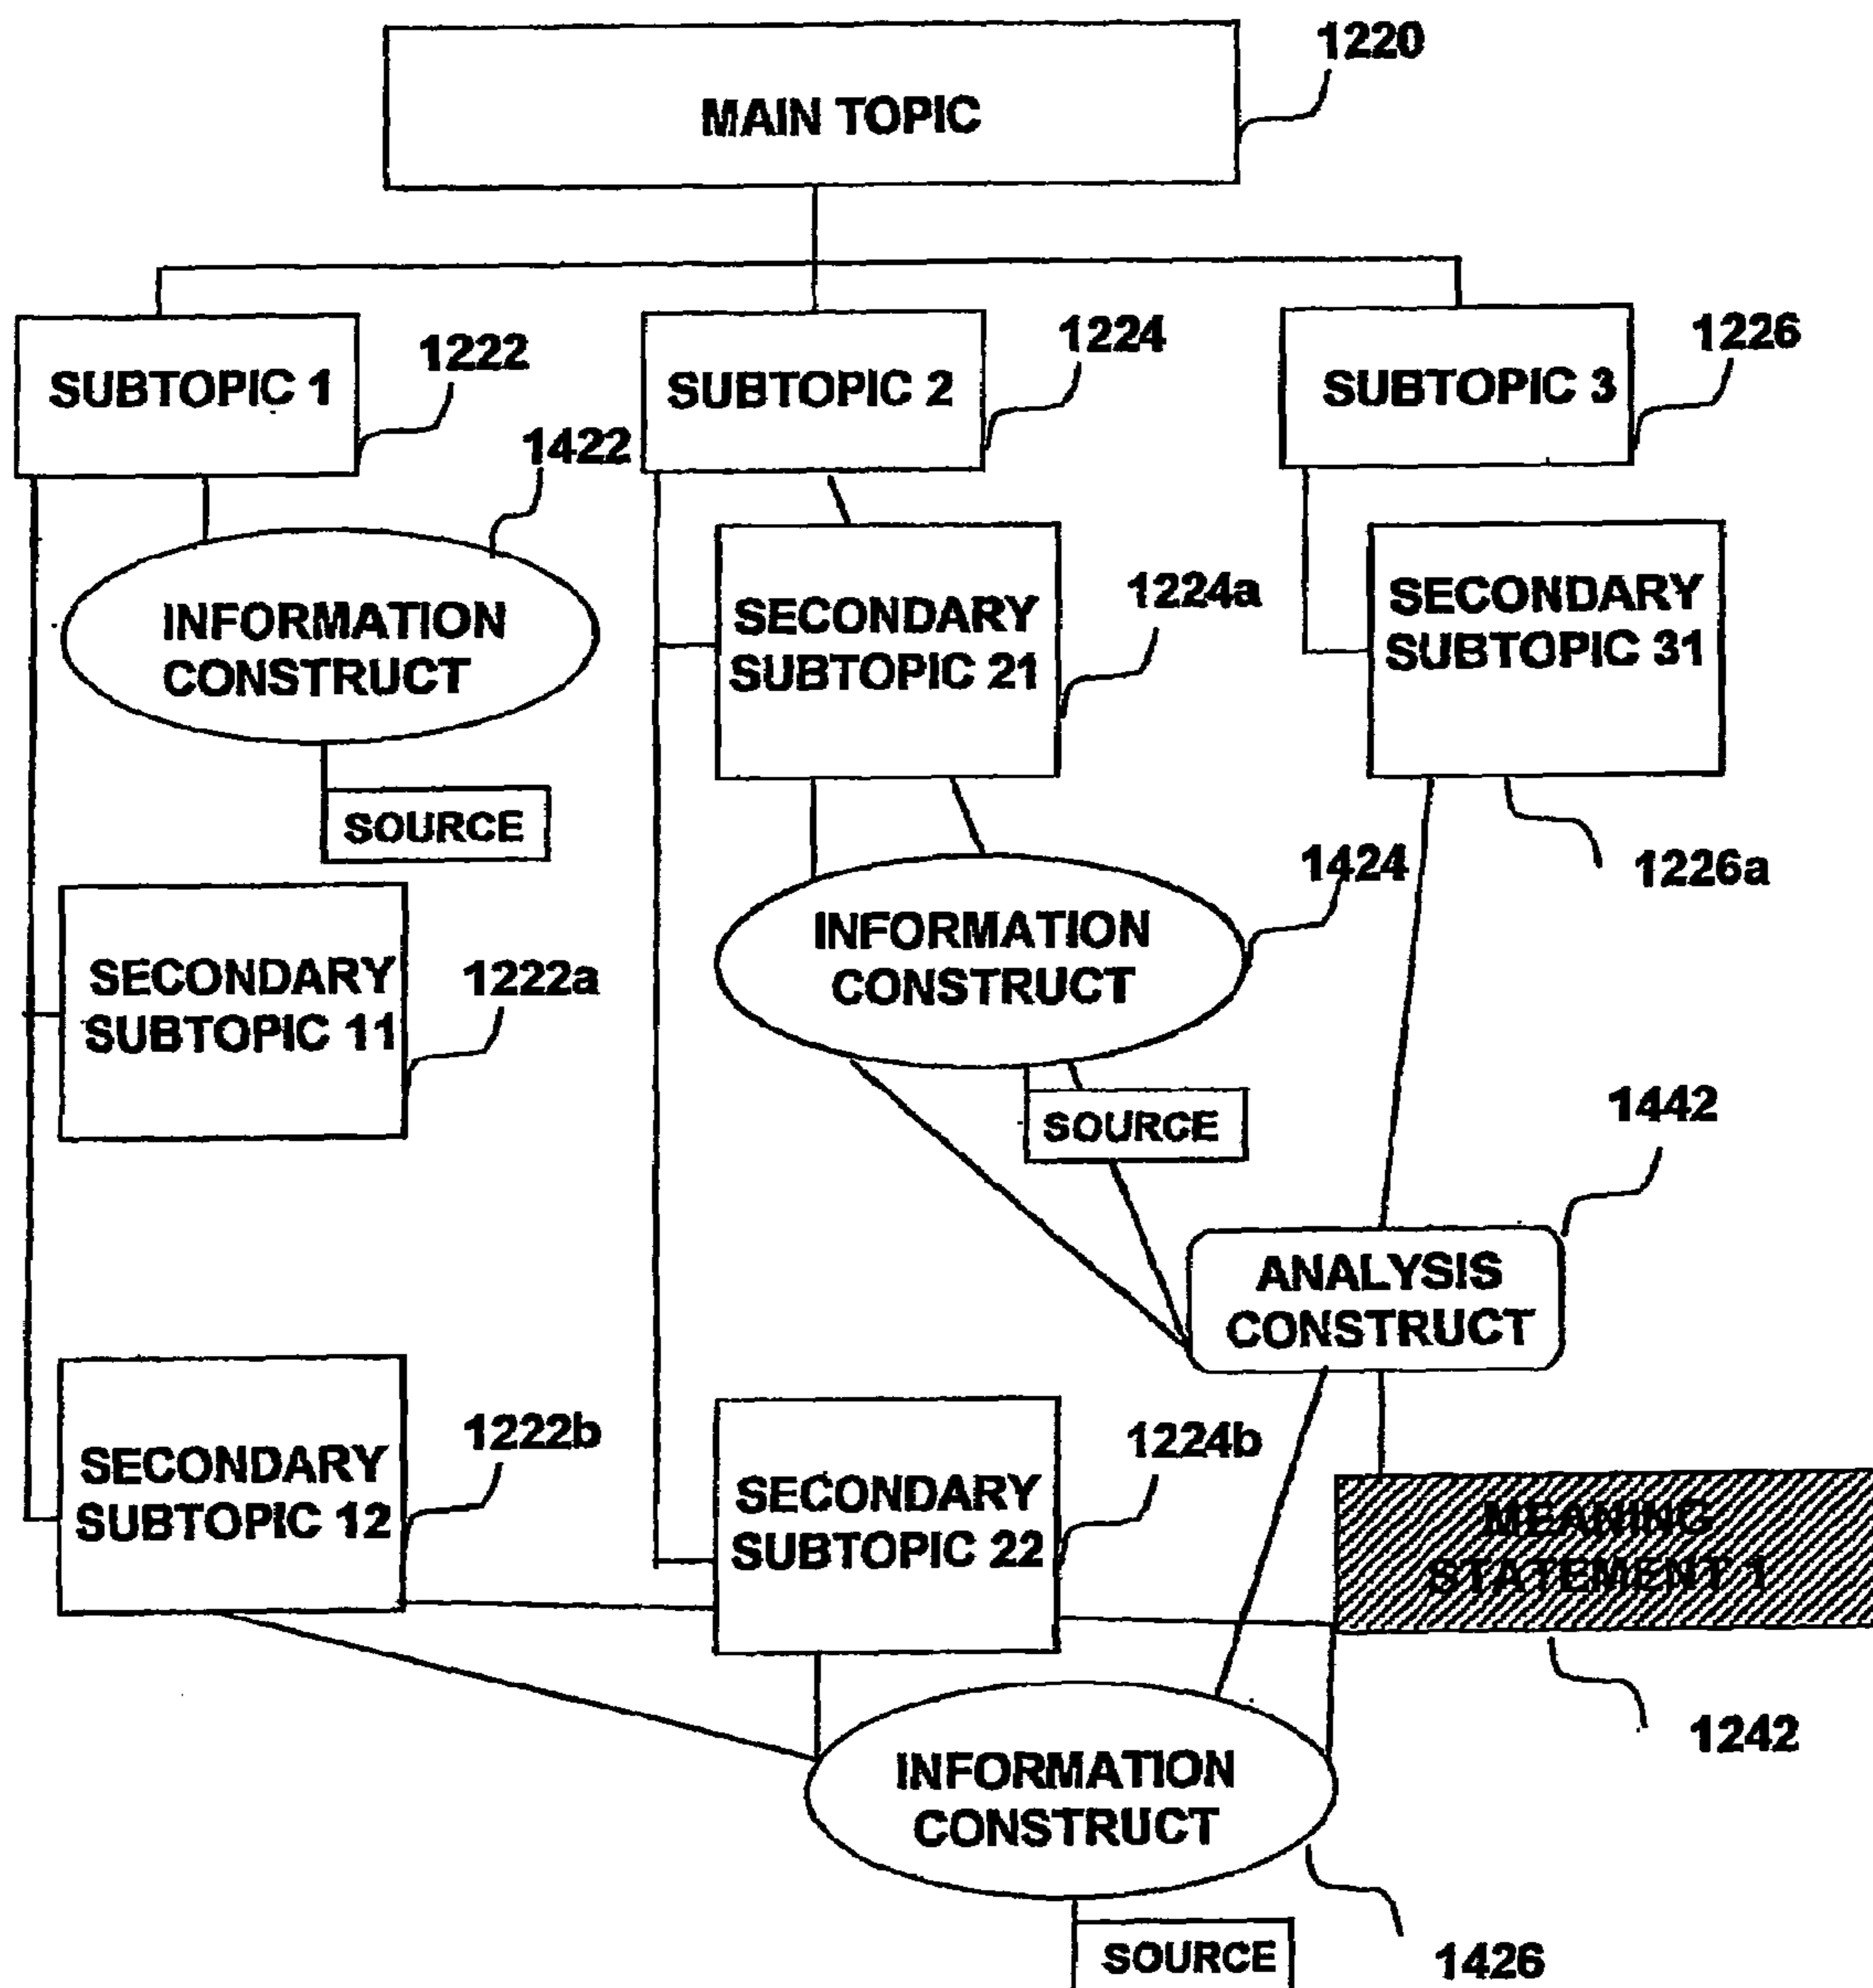 1220
MAIN TOPIC
SUBTOPIC 1
1222
SUBTOPIC 2
1224
SUBTOPIC 3
1226
1422
INFORMATION
CONSTRUCT
SOURCE
SECONDARY
SUBTOPIC 21
1224a
SECONDARY
SUBTOPIC 31
1226a
INFORMATION
CONSTRUCT
1424
SOURCE
SECONDARY
SUBTOPIC 11
1222a
1442
ANALYSIS
CONSTRUCT
SECONDARY
SUBTOPIC 12
1222b
SECONDARY
SUBTOPIC 22
1224b
MEANING
STATEMENT 1
1242
INFORMATION
CONSTRUCT
1426
SOURCE